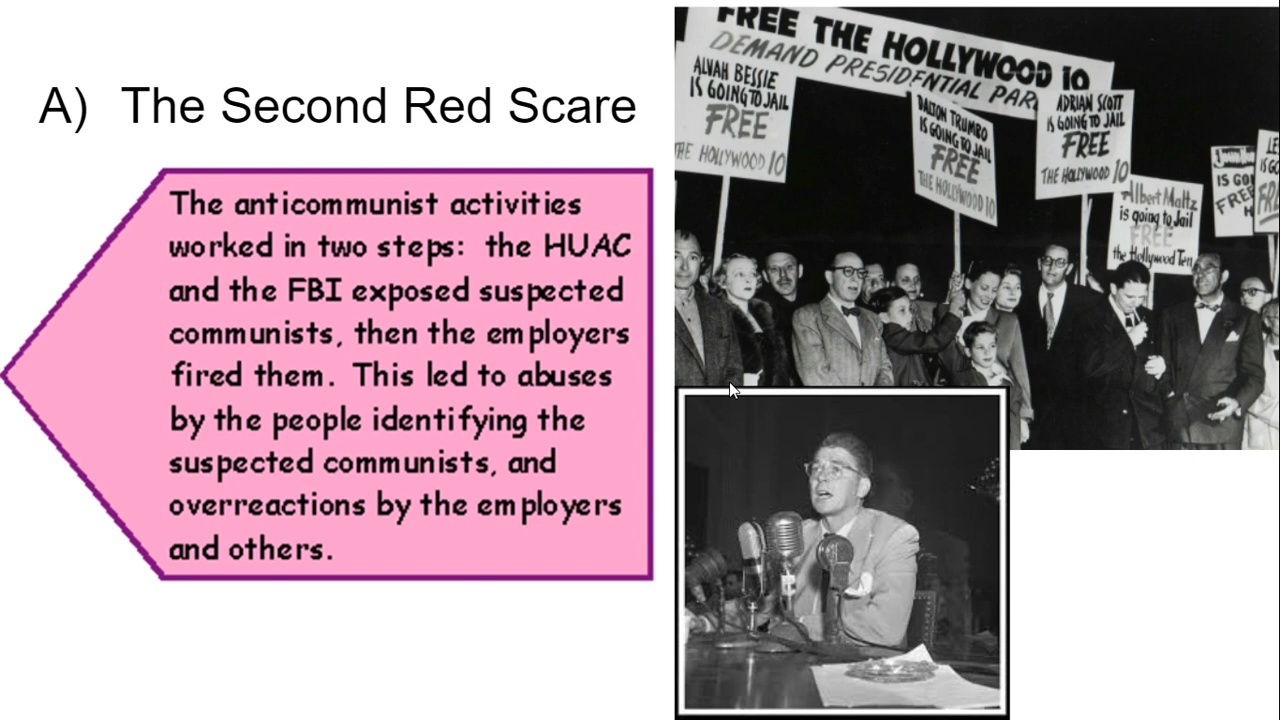 A) The Second Red Scare
The anticommunist activities
worked in two steps: the HUAC
and the FBI exposed suspected
communists, then the employers
fired them. This led to abuses
by the people identifying the
suspected communists, and
overreactions by the employers
and others.
FREE THE HOLLYWOOD 10
DEMAND PRESIDENTIAL
ALVAH BESSIE
IS GOING TO JAIL
FREE
THE HOLLYWOOD 10
DALTON TRUMBO
IS GOING TO JAIL
FREE
THE HOLLYWOOD 10
ADRIAN SCOTT
IS GOING TO JAIL
FREE
THE HOLLYWOOD 10
Albert Maltz
is going to Jail
FREE
the Hollywood Ten